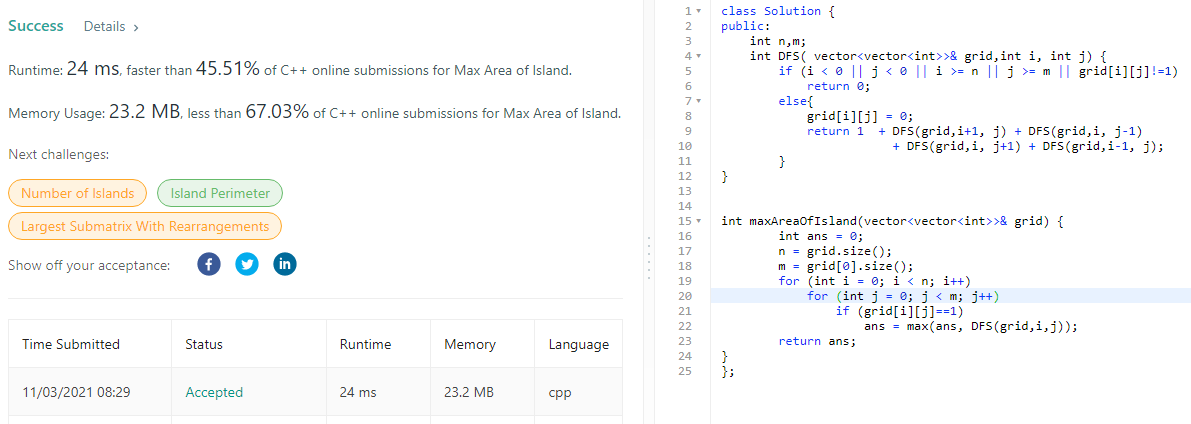 Success Details >
Runtime: 24 ms, faster than 45.51% of C++ online submissions for Max Area of Island.
Memory Usage: 23.2 MB, less than 67.03% of C++ online submissions for Max Area of Island.
Next challenges:
Number of Islands Island Perimeter
Largest Submatrix With Rearrangements
Show off your acceptance: f in
Time Submitted Status Runtime Memory Language
11/03/2021 08:29 Accepted 24 ms 23.2 MB cpp
1 class Solution {
2 public:
3     int n,m;
4     int DFS( vector<vector<int>>& grid,int i, int j) {
5         if (i < 0 || j < 0 || i >= n || j >= m || grid[i][j]!=1)
6             return 0;
7         else{
8             grid[i][j] = 0;
9             return 1  + DFS(grid,i+1, j) + DFS(grid,i, j-1)
10                         + DFS(grid,i, j+1) + DFS(grid,i-1, j);
11         }
12 }
13
14
15 int maxAreaOfIsland(vector<vector<int>>& grid) {
16         int ans = 0;
17         n = grid.size();
18         m = grid[0].size();
19         for (int i = 0; i < n; i++)
20             for (int j = 0; j < m; j++)
21                 if (grid[i][j]==1)
22                     ans = max(ans, DFS(grid,i,j));
23         return ans;
24 }
25 };